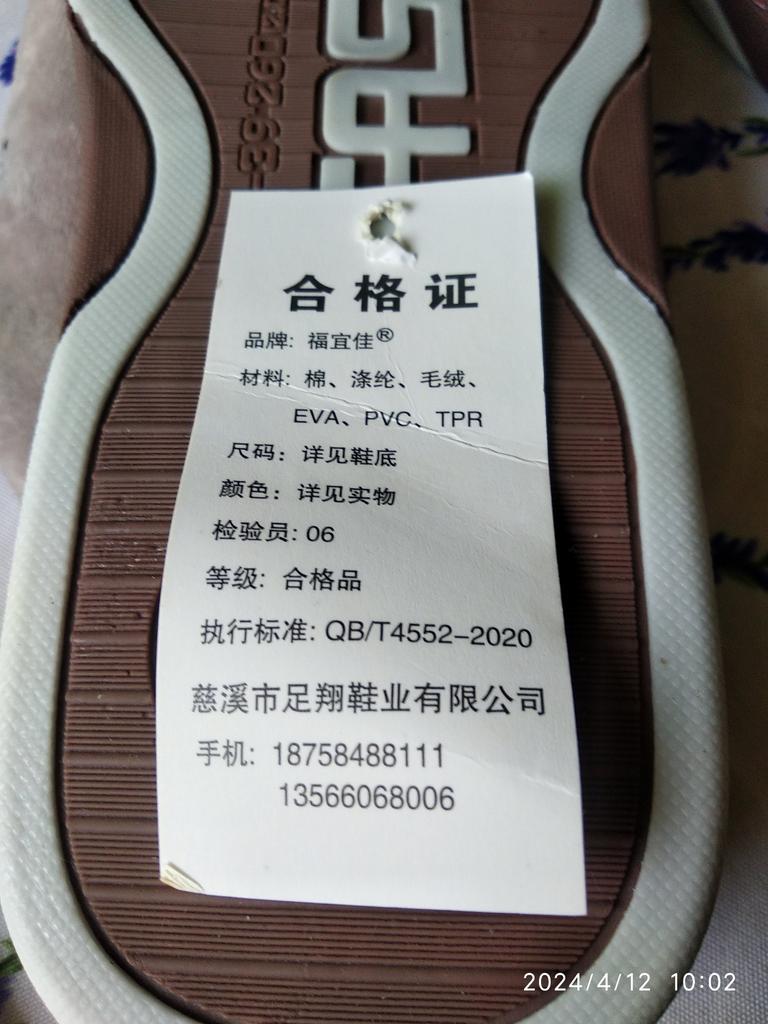 39-260
合格证
品牌: 福宜佳®
材料: 棉、涤纶、毛绒、
EVA、PVC、TPR
尺码: 详见鞋底
颜色: 详见实物
检验员: 06
等级: 合格品
执行标准: QB/T4552-2020
慈溪市足翔鞋业有限公司
手机: 18758488111
13566068006
2024/4/12 10:02